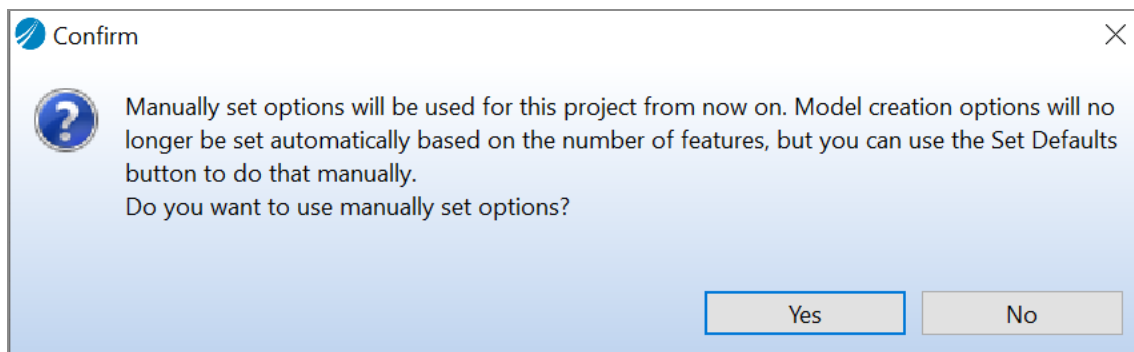 Confirm
Manually set options will be used for this project from now on. Model creation options will no
longer be set automatically based on the number of features, but you can use the Set Defaults
button to do that manually.
Do you want to use manually set options?
Yes
No